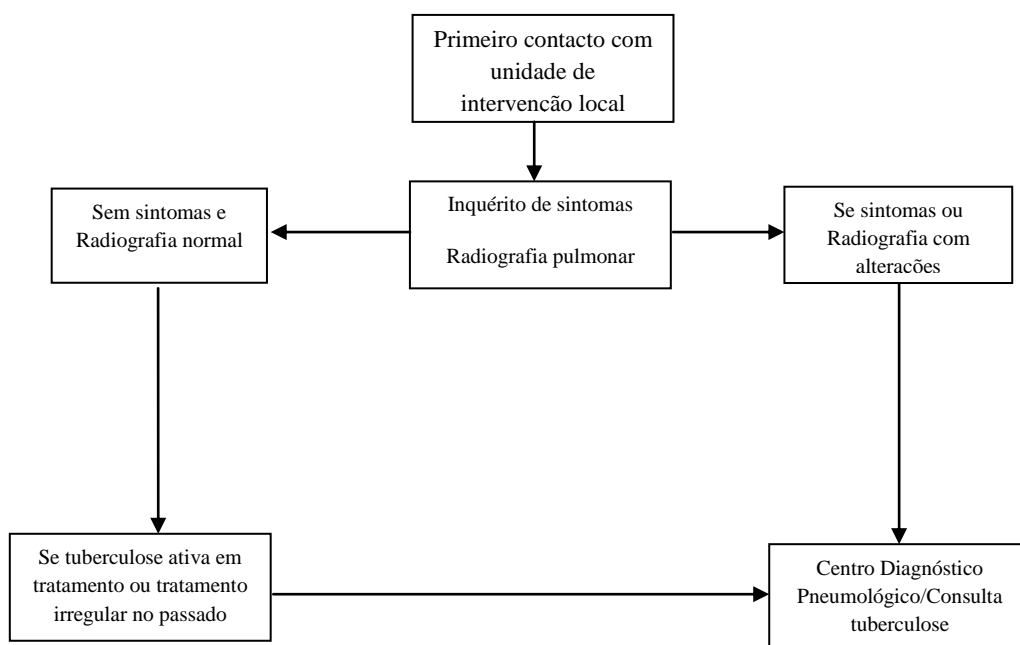 Primeiro contacto com
unidade de
intervenção local
Inquérito de sintomas
Radiografia pulmonar
Sem sintomas e
Radiografia normal
Se sintomas ou
Radiografia com
alterações
Se tuberculose ativa em
tratamento ou tratamento
irregular no passado
Centro Diagnóstico
Pneumológico/Consulta
tuberculose